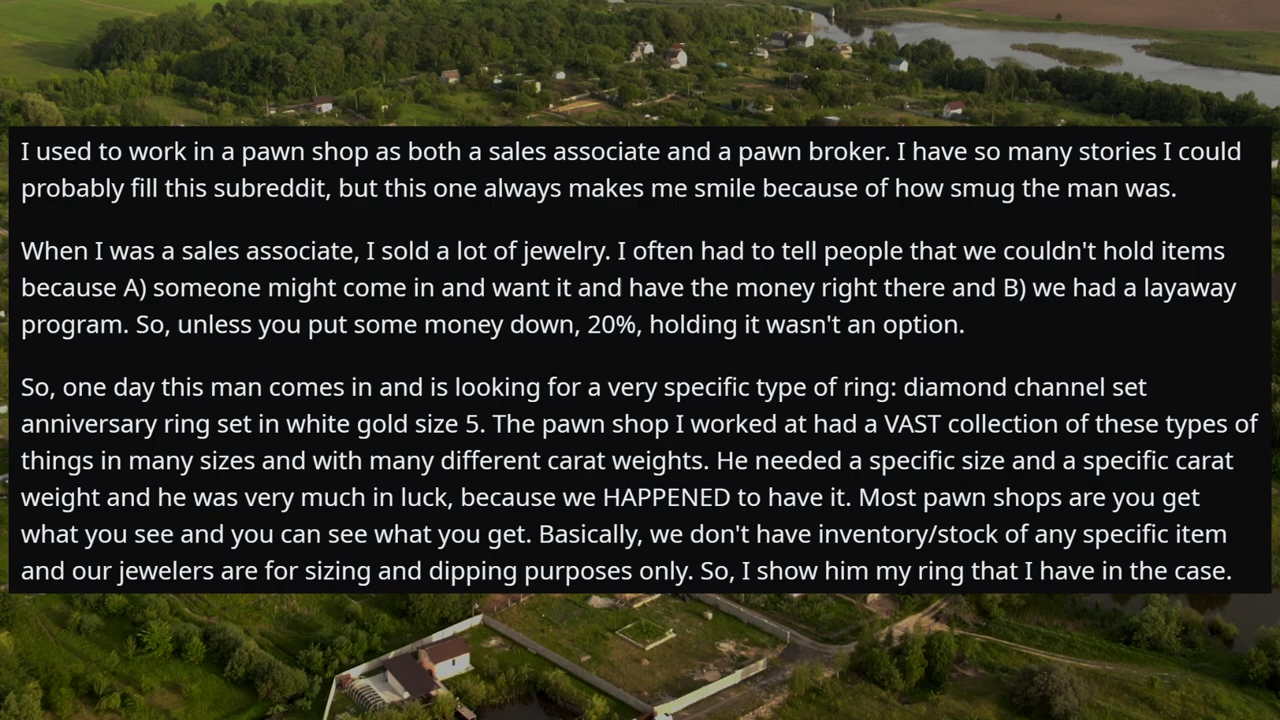 I used to work in a pawn shop as both a sales associate and a pawn broker. I have so many stories I could
probably fill this subreddit, but this one always makes me smile because of how smug the man was.
When I was a sales associate, I sold a lot of jewelry. I often had to tell people that we couldn't hold items
because A) someone might come in and want it and have the money right there and B) we had a layaway
program. So, unless you put some money down, 20%, holding it wasn't an option.
So, one day this man comes in and is looking for a very specific type of ring: diamond channel set
anniversary ring set in white gold size 5. The pawn shop I worked at had a VAST collection of these types of
things in many sizes and with many different carat weights. He needed a specific size and a specific carat
weight and he was very much in luck, because we HAPPENED to have it. Most pawn shops are you get
what you see and you can see what you get. Basically, we don't have inventory/stock of any specific item
and our jewelers are for sizing and dipping purposes only. So, I show him my ring that I have in the case.